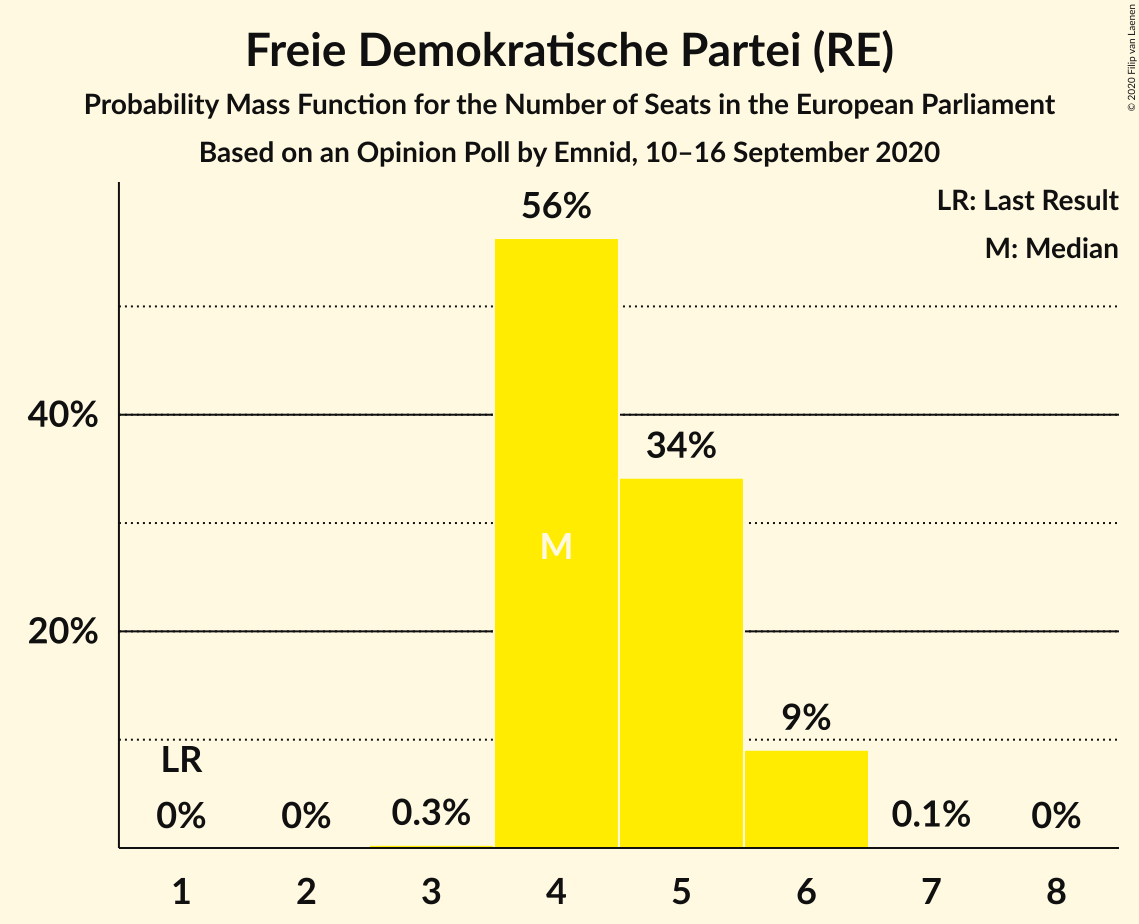 Freie Demokratische Partei (RE)
Probability Mass Function for the Number of Seats in the European Parliament
Based on an Opinion Poll by Emnid, 10–16 September 2020
© 2020 Filip van Laenen
LR: Last Result
M: Median
56%
40%
34%
M
20%
9%
LR
0%
0%
0.3%
0.1%
0%
1 2 3 4 5 6 7 8